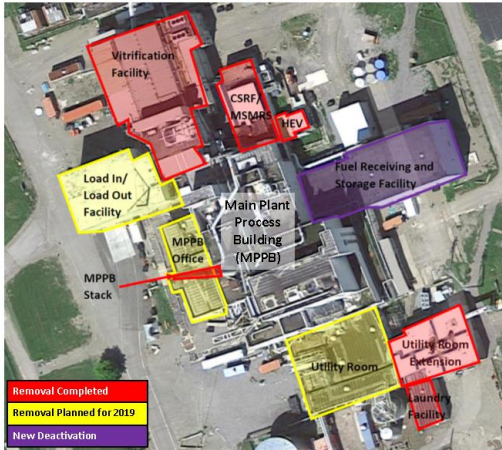 Vitrification
Facility
CSRF/
MSMRS
HEV
Fuel Receiving and
Storage Facility
Load In/
Load Out
Facility
Main Plant
Process
Building
(MPPB)
MPPB
Office
MPPB
Stack
Utility Room
Utility Room
Extension
Laundry
Facility
Removal Completed
Removal Planned for 2019
New Deactivation